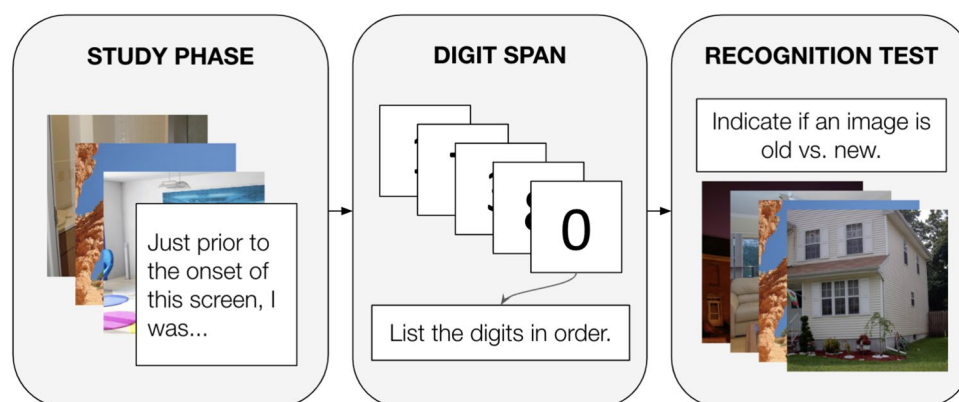 STUDY PHASE
Just prior to
the onset of
this screen, I
was...
DIGIT SPAN
0
List the digits in order.
RECOGNITION TEST
Indicate if an image is
old vs. new.